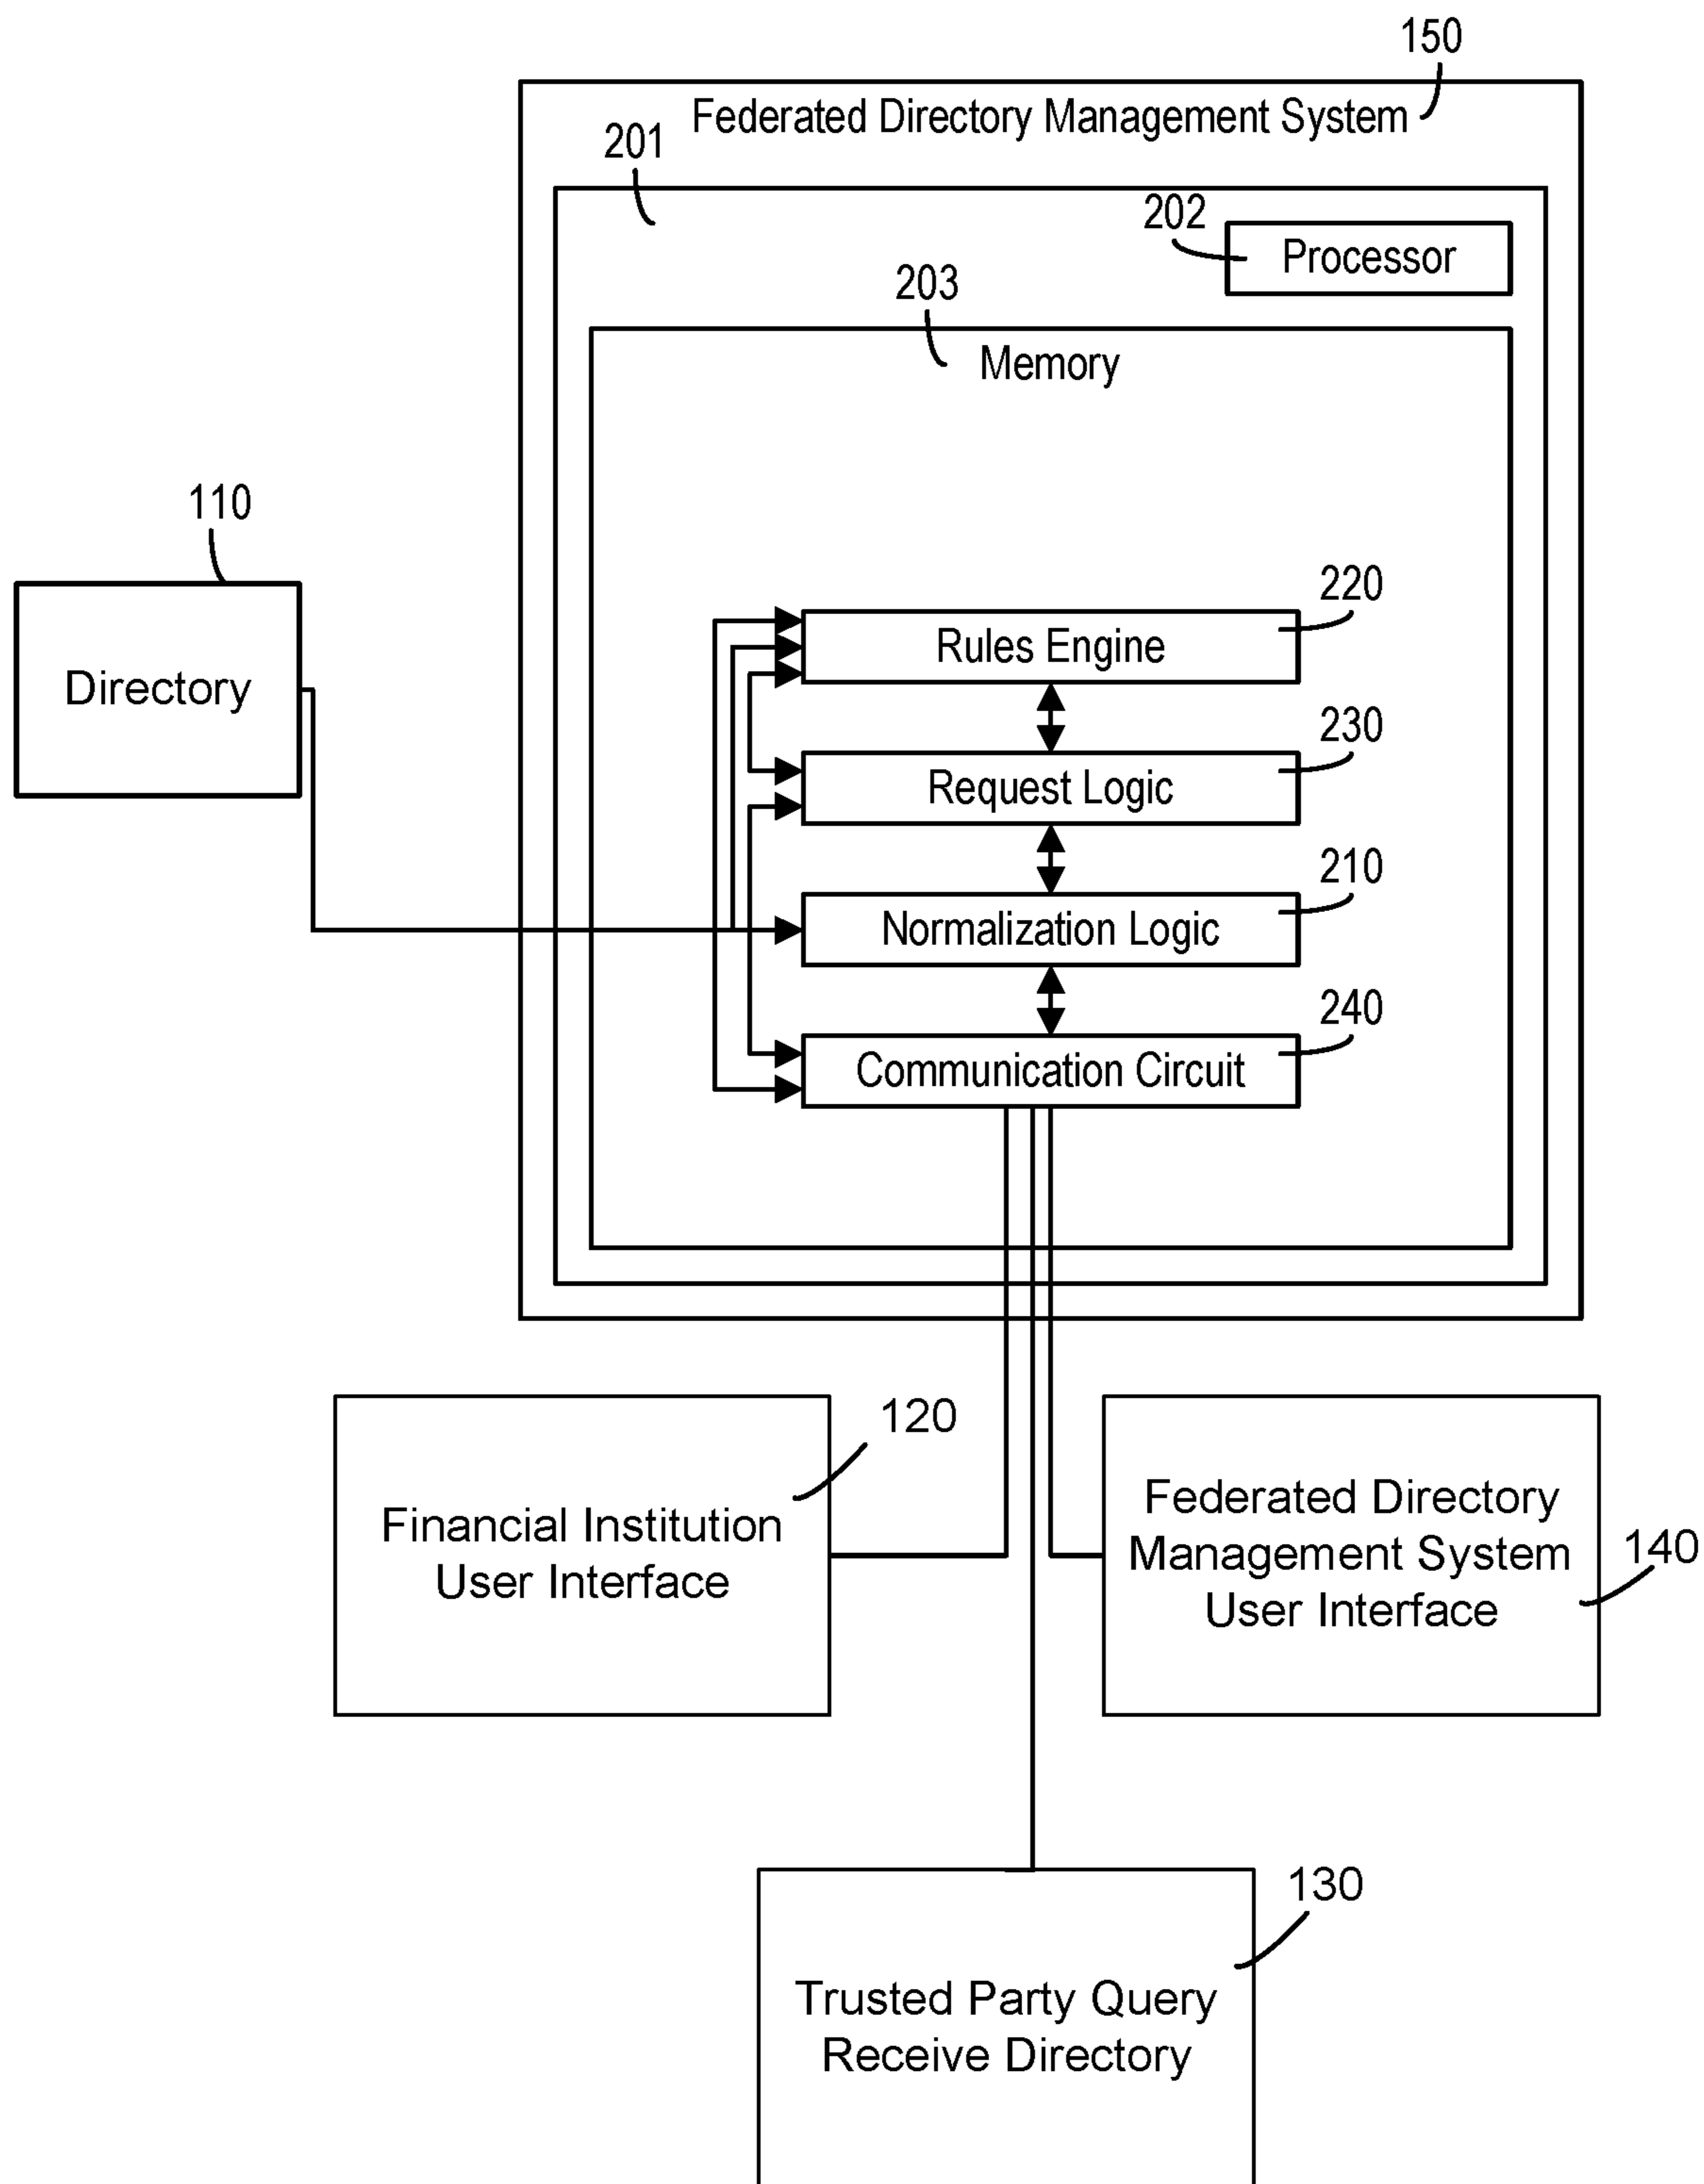 150
Federated Directory Management System
201
202
Processor
203
Memory
110
Directory
220
Rules Engine
230
Request Logic
210
Normalization Logic
240
Communication Circuit
120
Financial Institution
User Interface
Federated Directory
Management System
User Interface
140
130
Trusted Party Query
Receive Directory